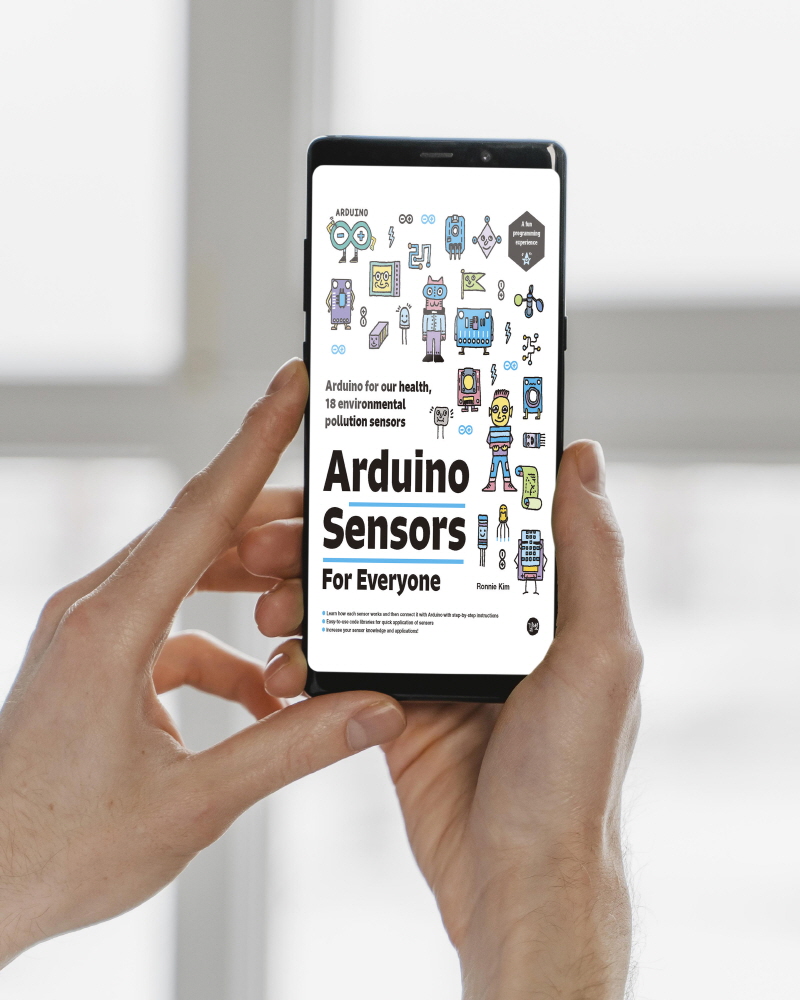 ARDUINO
A fun
programming
experience
Arduino for our health,
18 environmental
pollution sensors
Arduino
Sensors
For Everyone
Ronnie Kim
Learn how each sensor works and then connect it with Arduino with step-by-step instructions
Easy-to-use code libraries for quick application of sensors
Increase your sensor knowledge and applications!